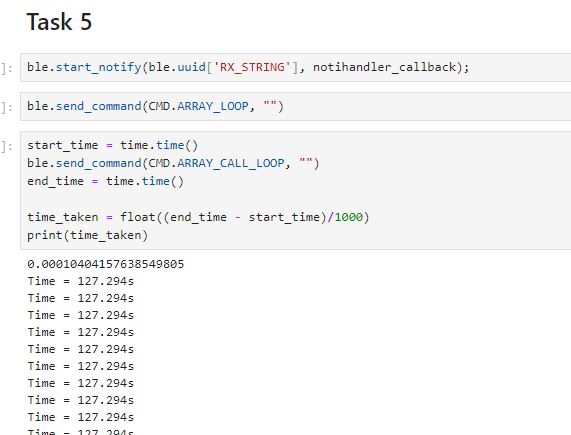 Task 5
]: ble.start_notify(ble.uuid['RX_STRING'], notihandler_callback);
]: ble.send_command(CMD.ARRAY_LOOP, "")
]: start_time = time.time()
ble.send_command(CMD.ARRAY_CALL_LOOP, "")
end_time = time.time()
time_taken = float((end_time - start_time)/1000)
print(time_taken)
0.00010404157638549805
Time = 127.294s
Time = 127.294s
Time = 127.294s
Time = 127.294s
Time = 127.294s
Time = 127.294s
Time = 127.294s
Time = 127.294s
Time = 127.294s
Time = 127.294s